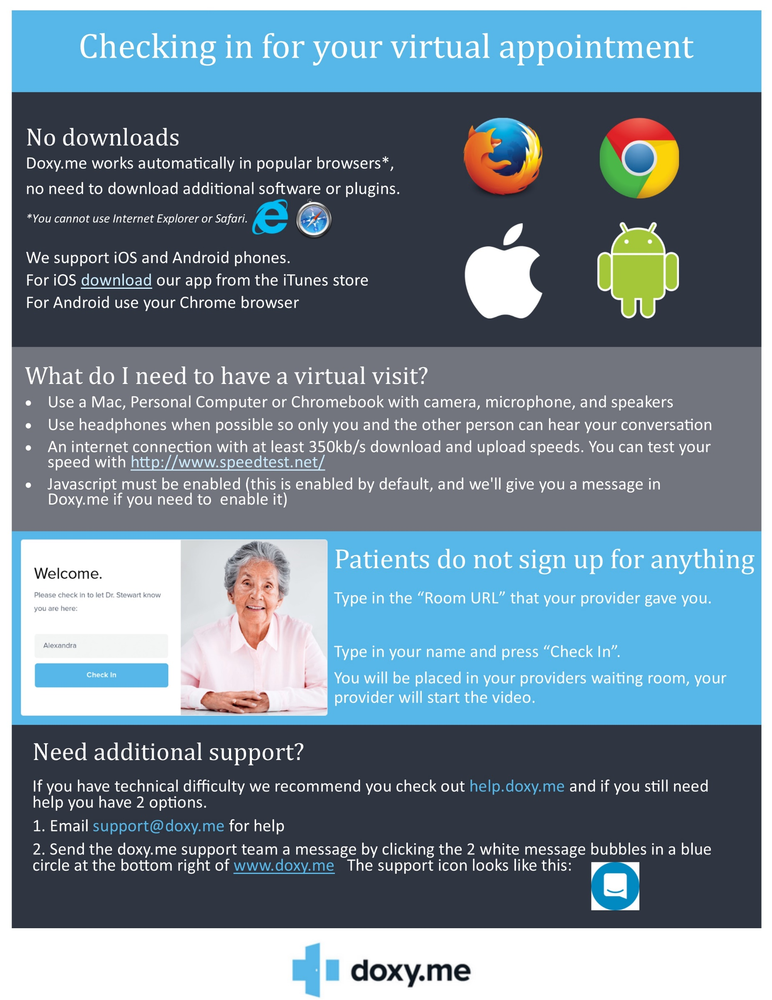 Checking in for your virtual appointment
No downloads
Doxy.me works automatically in popular browsers*,
no need to download additional software or plugins.
*You cannot use Internet Explorer or Safari.
We support iOS and Android phones.
For iOS download our app from the iTunes store
For Android use your Chrome browser
What do I need to have a virtual visit?
• Use a Mac, Personal Computer or Chromebook with camera, microphone, and speakers
• Use headphones when possible so only you and the other person can hear your conversation
• An internet connection with at least 350kb/s download and upload speeds. You can test your
speed with http://www.speedtest.net/
• Javascript must be enabled (this is enabled by default, and we'll give you a message in
Doxy.me if you need to  enable it)
Welcome.
Please check in to let Dr. Stewart know
you are here:
Alexandra
Check In
Patients do not sign up for anything
Type in the “Room URL” that your provider gave you.
Type in your name and press “Check In”.
You will be placed in your providers waiting room, your
provider will start the video.
Need additional support?
If you have technical difficulty we recommend you check out help.doxy.me and if you still need
help you have 2 options.
1. Email support@doxy.me for help
2. Send the doxy.me support team a message by clicking the 2 white message bubbles in a blue
circle at the bottom right of www.doxy.me   The support icon looks like this:
doxy.me